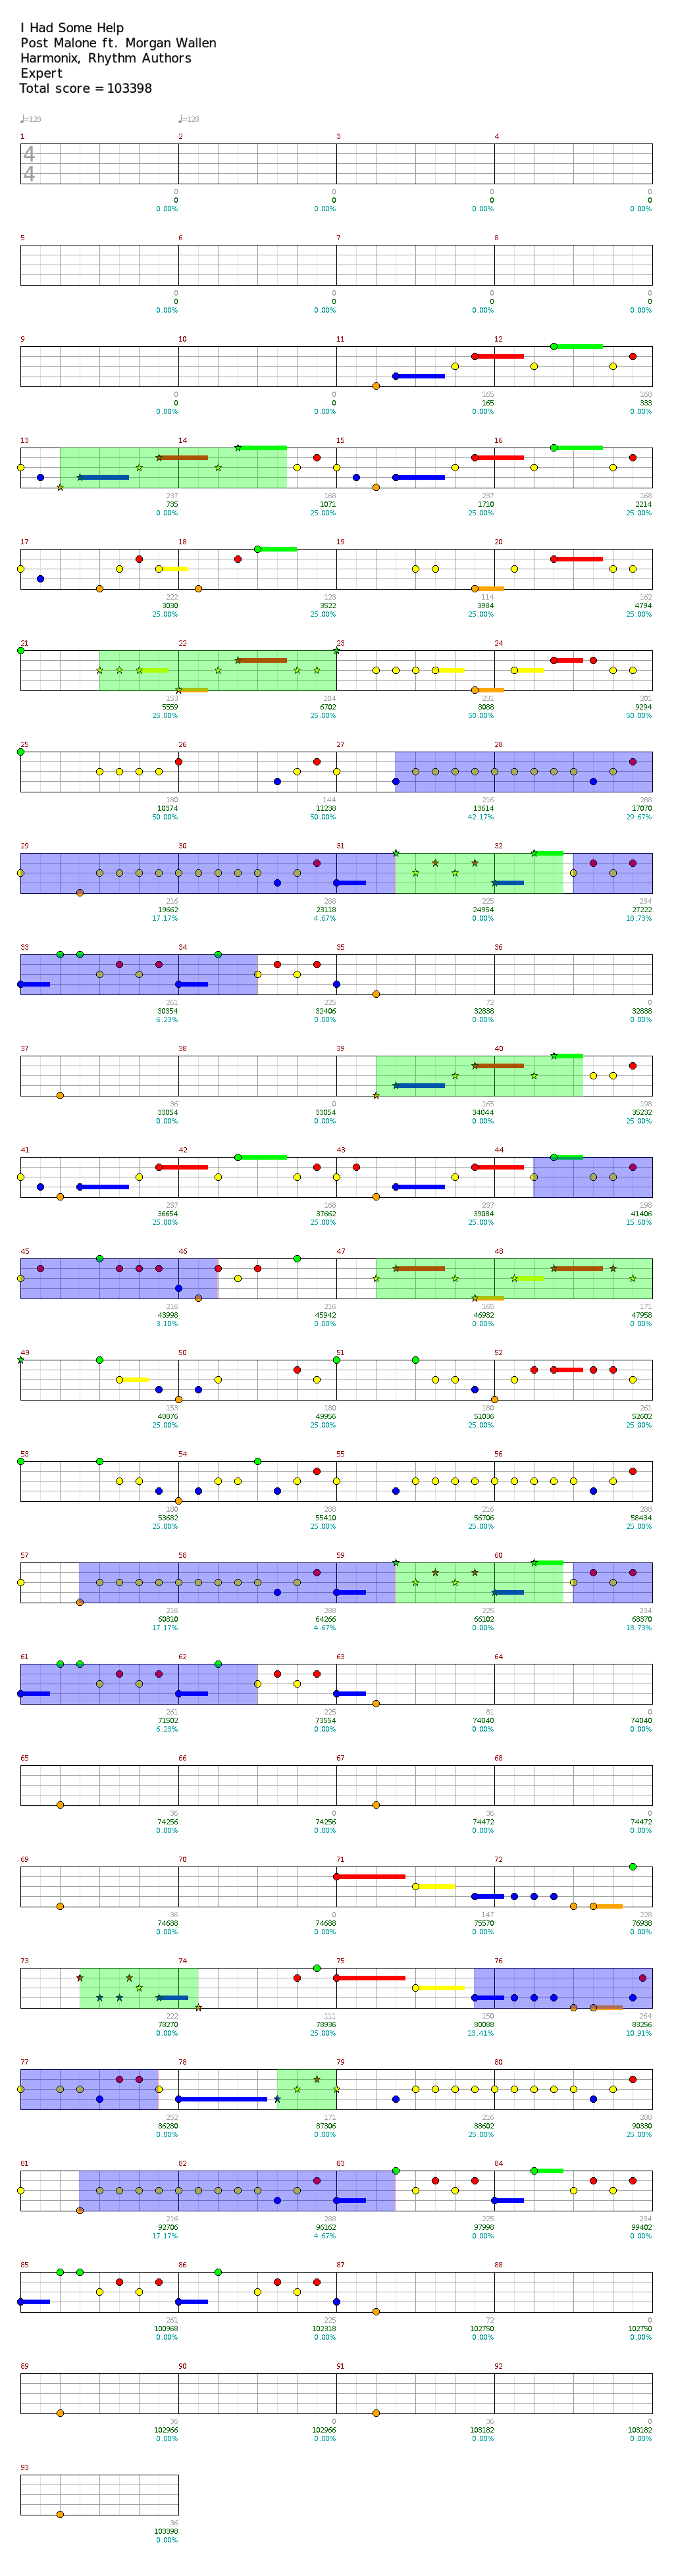 I Had Some Help
Post Malone ft. Morgan Wallen
Harmonix, Rhythm Authors
Expert
Total score = 103398
♩=128 ♩=128
1 2 3 4
4
4
0 0 0 0
0 0 0 0
0.00% 0.00% 0.00% 0.00%
5 6 7 8
0 0 0 0
0 0 0 0
0.00% 0.00% 0.00% 0.00%
9 10 11 12
0 0 165 168
0 0 165 333
0.00% 0.00% 0.00% 0.00%
13 14 15 16
237 168 237 168
735 1071 1710 2214
0.00% 25.00% 25.00% 25.00%
17 18 19 20
222 123 114 162
3030 3522 3984 4794
25.00% 25.00% 25.00% 25.00%
21 22 23 24
153 204 231 201
5559 6702 8088 9294
25.00% 25.00% 50.00% 50.00%
25 26 27 28
180 144 216 288
10374 11238 13614 17070
50.00% 50.00% 42.17% 29.67%
29 30 31 32
216 288 225 234
19662 23118 24954 27222
17.17% 4.67% 0.00% 18.73%
33 34 35 36
261 225 72 0
30354 32406 32838 32838
6.23% 0.00% 0.00% 0.00%
37 38 39 40
36 0 165 198
33054 33054 34044 35232
0.00% 0.00% 0.00% 25.00%
41 42 43 44
237 168 237 198
36654 37662 39084 41406
25.00% 25.00% 25.00% 15.60%
45 46 47 48
216 216 165 171
43998 45942 46932 47958
3.10% 0.00% 0.00% 0.00%
49 50 51 52
153 180 180 261
48876 49956 51036 52602
25.00% 25.00% 25.00% 25.00%
53 54 55 56
180 288 216 288
53682 55410 56706 58434
25.00% 25.00% 25.00% 25.00%
57 58 59 60
216 288 225 234
60810 64266 66102 68370
17.17% 4.67% 0.00% 18.73%
61 62 63 64
261 225 81 0
71502 73554 74040 74040
6.23% 0.00% 0.00% 0.00%
65 66 67 68
36 0 36 0
74256 74256 74472 74472
0.00% 0.00% 0.00% 0.00%
69 70 71 72
36 0 147 228
74688 74688 75570 76938
0.00% 0.00% 0.00% 0.00%
73 74 75 76
222 111 150 264
78270 78936 80088 83256
0.00% 25.00% 23.41% 10.91%
77 78 79 80
252 171 216 288
86280 87306 88602 90330
0.00% 0.00% 25.00% 25.00%
81 82 83 84
216 288 225 234
92706 96162 97998 99402
17.17% 4.67% 0.00% 0.00%
85 86 87 88
261 225 72 0
100968 102318 102750 102750
0.00% 0.00% 0.00% 0.00%
89 90 91 92
36 0 36 0
102966 102966 103182 103182
0.00% 0.00% 0.00% 0.00%
93
36
103398
0.00%